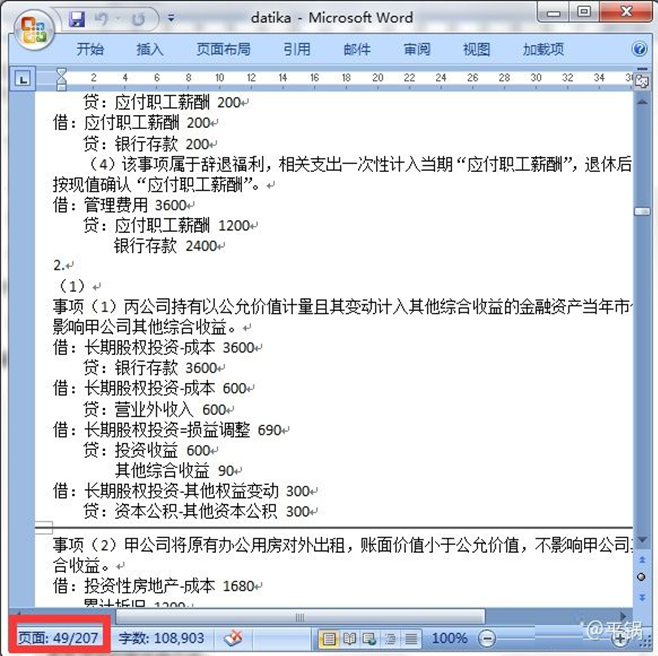 datika - Microsoft Word
开始 插入 页面布局 引用 邮件 审阅 视图 加载项
2 4 6 8 10 12 14 16 18 20 22 24 26 28 30 32 34
贷：应付职工薪酬 200
借：应付职工薪酬 200
贷：银行存款 200
（4）该事项属于辞退福利，相关支出一次性计入当期“应付职工薪酬”，退休后
按现值确认“应付职工薪酬”。
借：管理费用 3600
贷：应付职工薪酬 1200
银行存款 2400
2.
（1）
事项（1）丙公司持有以公允价值计量且其变动计入其他综合收益的金融资产当年市
影响甲公司其他综合收益。
借：长期股权投资-成本 3600
贷：银行存款 3600
借：长期股权投资-成本 600
贷：营业外收入 600
借：长期股权投资=损益调整 690
贷：投资收益 600
其他综合收益 90
借：长期股权投资-其他权益变动 300
贷：资本公积-其他资本公积 300
事项（2）甲公司将原有办公用房对外出租，账面价值小于公允价值，不影响甲公司
合收益。
借：投资性房地产-成本 1680
累计折旧 1200
页面: 49/207 字数: 108,903 100%
@平锅